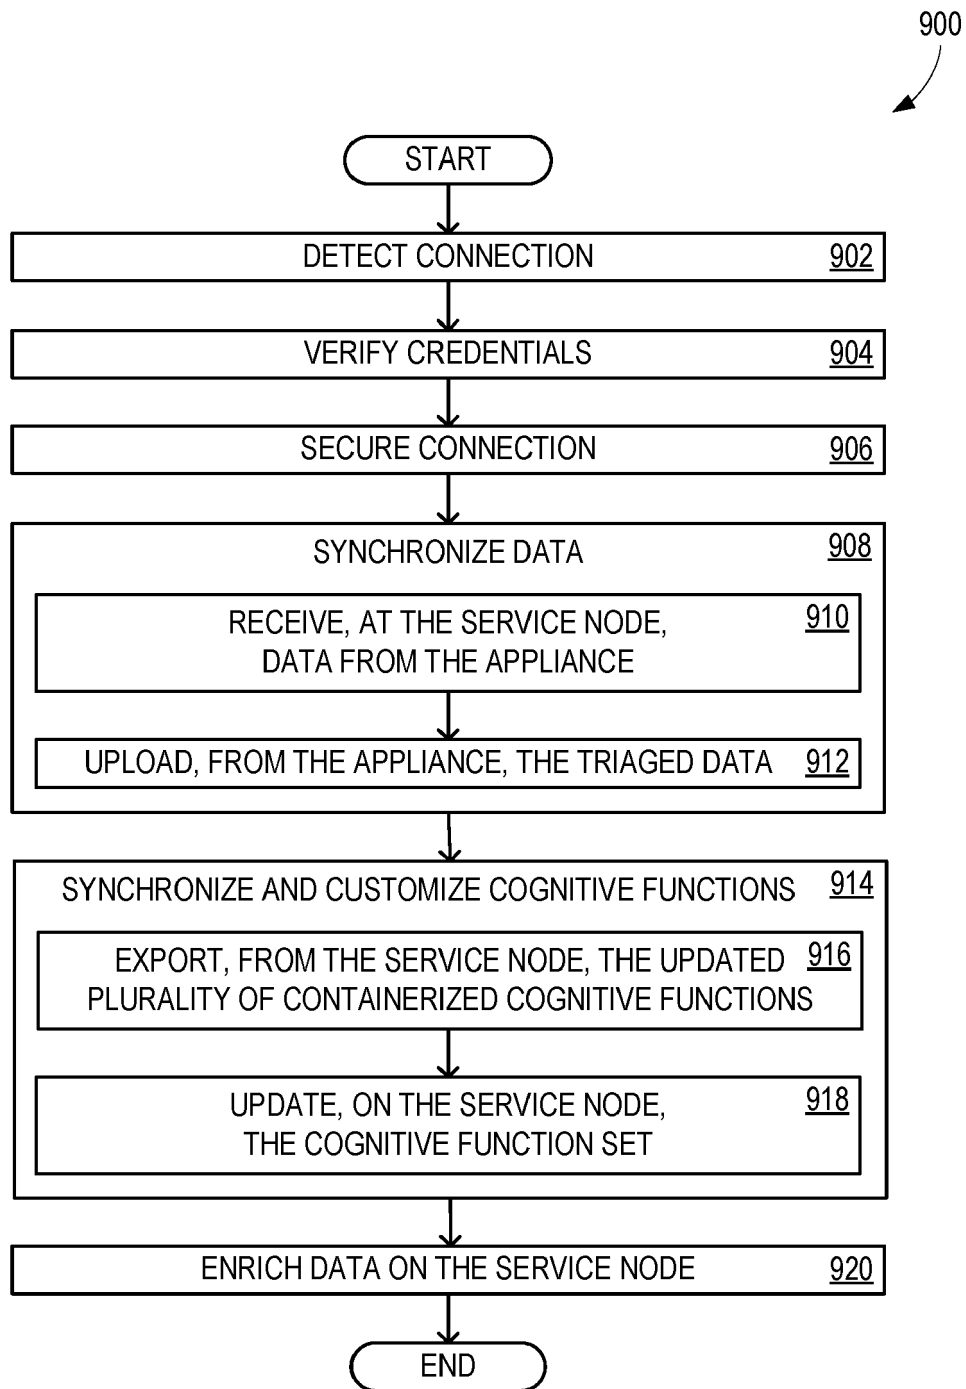 900
START
DETECT CONNECTION 902
VERIFY CREDENTIALS 904
SECURE CONNECTION 906
SYNCHRONIZE DATA 908
RECEIVE, AT THE SERVICE NODE, 910
DATA FROM THE APPLIANCE
UPLOAD, FROM THE APPLIANCE, THE TRIAGED DATA 912
SYNCHRONIZE AND CUSTOMIZE COGNITIVE FUNCTIONS 914
EXPORT, FROM THE SERVICE NODE, THE UPDATED 916
PLURALITY OF CONTAINERIZED COGNITIVE FUNCTIONS
UPDATE, ON THE SERVICE NODE, 918
THE COGNITIVE FUNCTION SET
ENRICH DATA ON THE SERVICE NODE 920
END